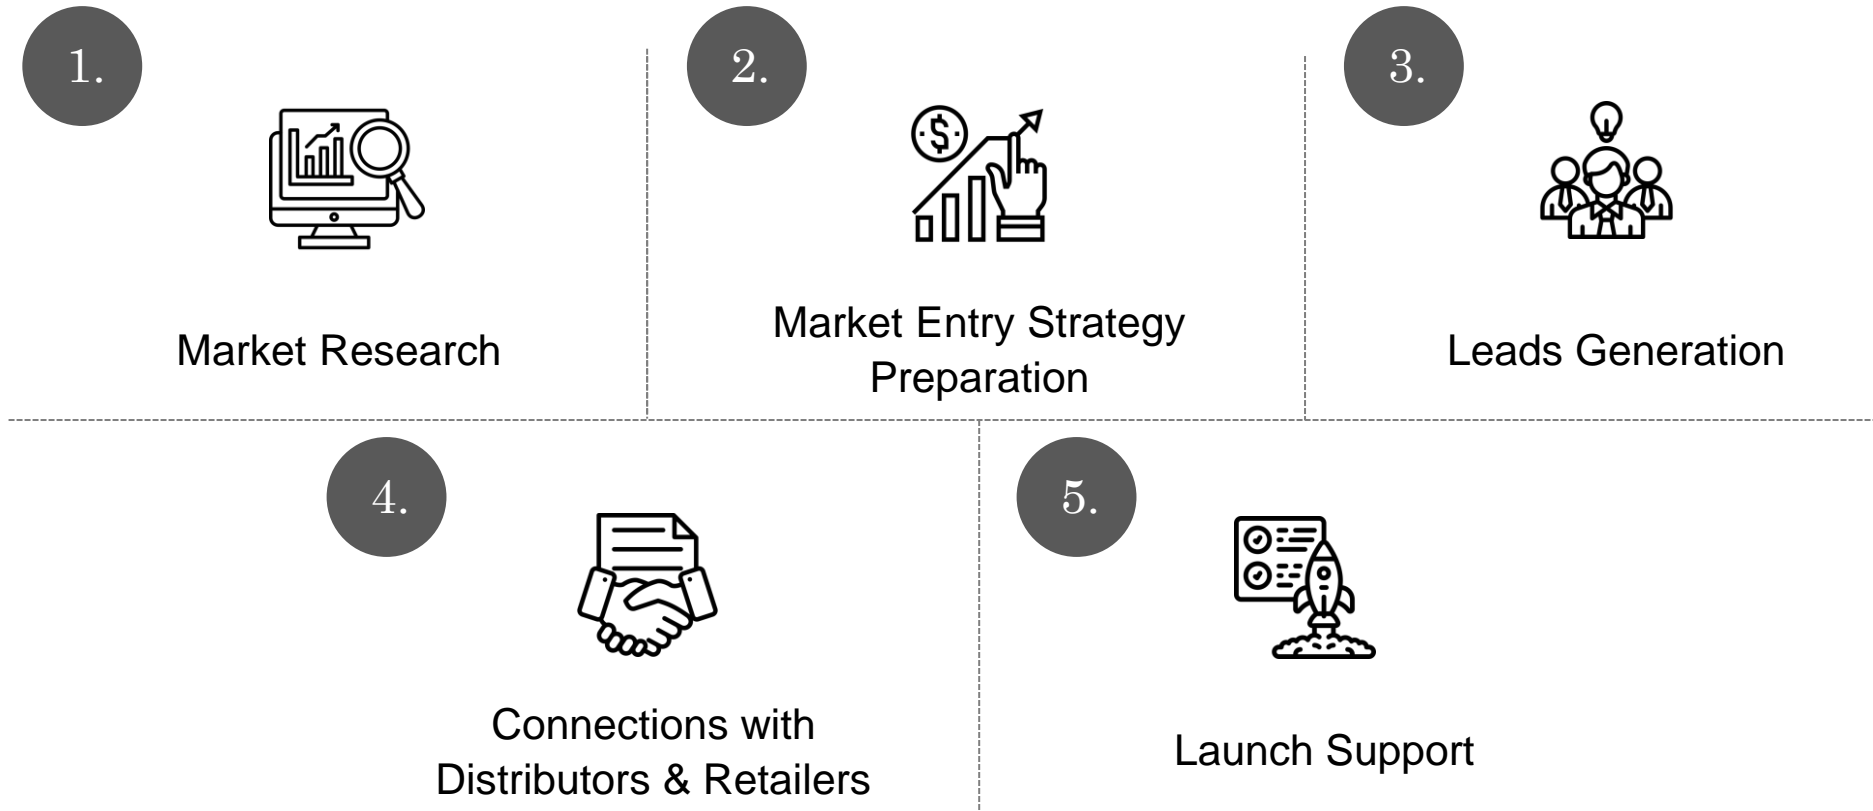 1.
Market Research
2.
Market Entry Strategy
Preparation
3.
Leads Generation
4.
Connections with
Distributors & Retailers
5.
Launch Support